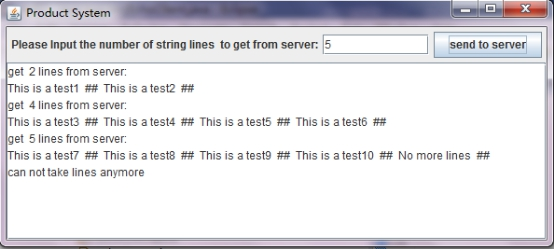 Product System
Please Input the number of string lines to get from server: 5 send to server
get 2 lines from server:
This is a test1 ## This is a test2 ##
get 4 lines from server:
This is a test3 ## This is a test4 ## This is a test5 ## This is a test6 ##
get 5 lines from server:
This is a test7 ## This is a test8 ## This is a test9 ## This is a test10 ## No more lines ##
can not take lines anymore